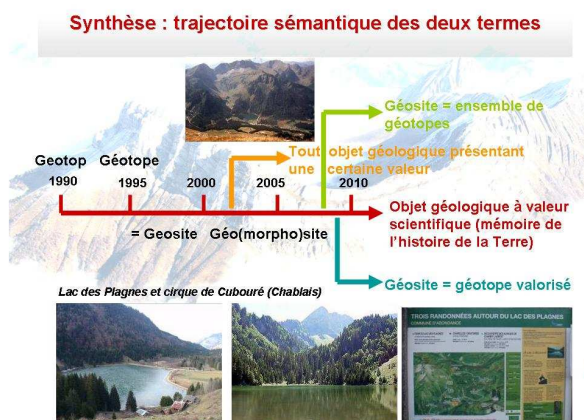 Synthèse : trajectoire sémantique des deux termes
Géosite = ensemble de
géotopes
Tout objet géologique présentant
une certaine valeur
Geotop Géotope
1990 1995 2000 2005 2010
Objet géologique à valeur
scientifique (mémoire de
l'histoire de la Terre)
= Geosite Géo(morpho)site
Géosite = géotope valorisé
Lac des Plagnes et cirque de Cubouré (Chablais)
TROIS RANDONNÉES AUTOUR DU LAC DES PLAGNES
COMMUNE D'ABONDANCE